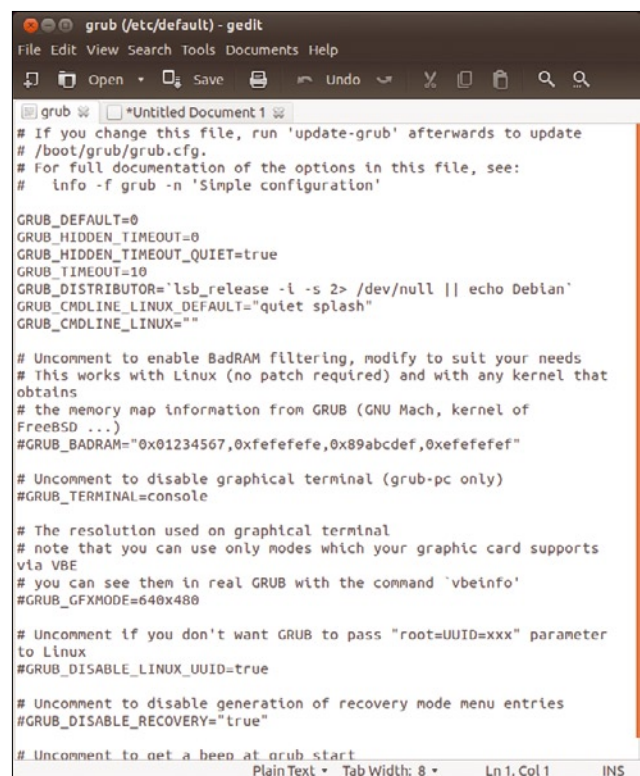 grub (/etc/default) - gedit
File Edit View Search Tools Documents Help
Open Save Undo
grub *Untitled Document 1
# If you change this file, run 'update-grub' afterwards to update
# /boot/grub/grub.cfg.
# For full documentation of the options in this file, see:
#   info -f grub -n 'Simple configuration'

GRUB_DEFAULT=0
GRUB_HIDDEN_TIMEOUT=0
GRUB_HIDDEN_TIMEOUT_QUIET=true
GRUB_TIMEOUT=10
GRUB_DISTRIBUTOR=`lsb_release -i -s 2> /dev/null || echo Debian`
GRUB_CMDLINE_LINUX_DEFAULT="quiet splash"
GRUB_CMDLINE_LINUX=""

# Uncomment to enable BadRAM filtering, modify to suit your needs
# This works with Linux (no patch required) and with any kernel that
obtains
# the memory map information from GRUB (GNU Mach, kernel of
FreeBSD ...)
#GRUB_BADRAM="0x01234567,0xfefefefe,0x89abcdef,0xefefefef"

# Uncomment to disable graphical terminal (grub-pc only)
#GRUB_TERMINAL=console

# The resolution used on graphical terminal
# note that you can use only modes which your graphic card supports
via VBE
# you can see them in real GRUB with the command `vbeinfo'
#GRUB_GFXMODE=640x480

# Uncomment if you don't want GRUB to pass "root=UUID=xxx" parameter
to Linux
#GRUB_DISABLE_LINUX_UUID=true

# Uncomment to disable generation of recovery mode menu entries
#GRUB_DISABLE_RECOVERY="true"

# Uncomment to get a beep at grub start
Plain Text Tab Width: 8 Ln 1, Col 1 INS